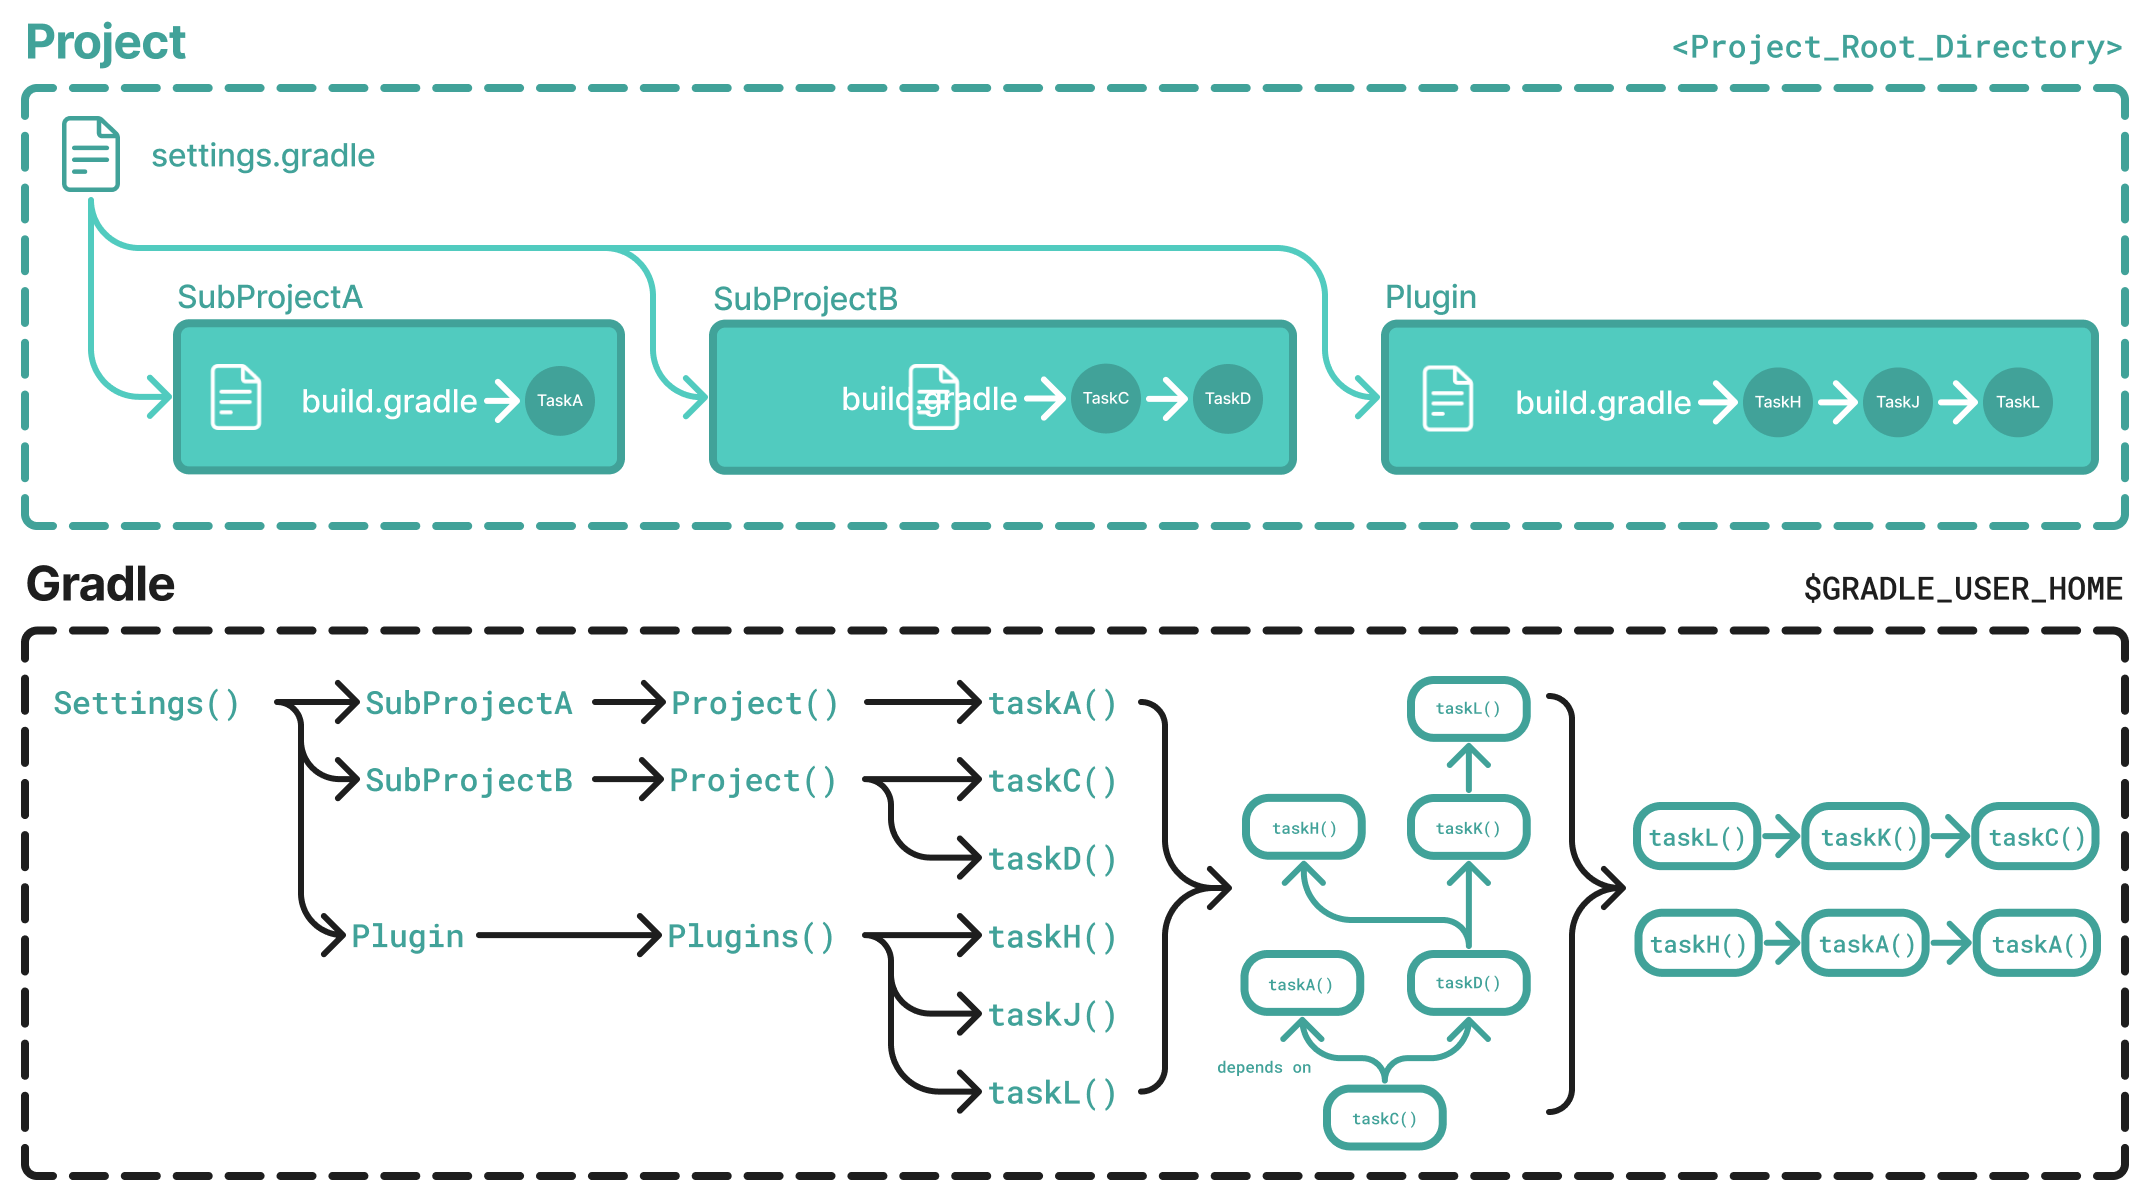 Project
<Project_Root_Directory>
settings.gradle
SubProjectA
SubProjectB
Plugin
build.gradle
TaskA
build.gradle
TaskC
TaskD
build.gradle
TaskH
TaskJ
TaskL
Gradle
$GRADLE_USER_HOME
Settings()
SubProjectA
Project()
taskA()
SubProjectB
Project()
taskC()
taskD()
Plugin
Plugins()
taskH()
taskJ()
taskL()
taskL()
taskH()
taskK()
taskA()
taskD()
depends on
taskC()
taskL()
taskK()
taskC()
taskH()
taskA()
taskA()